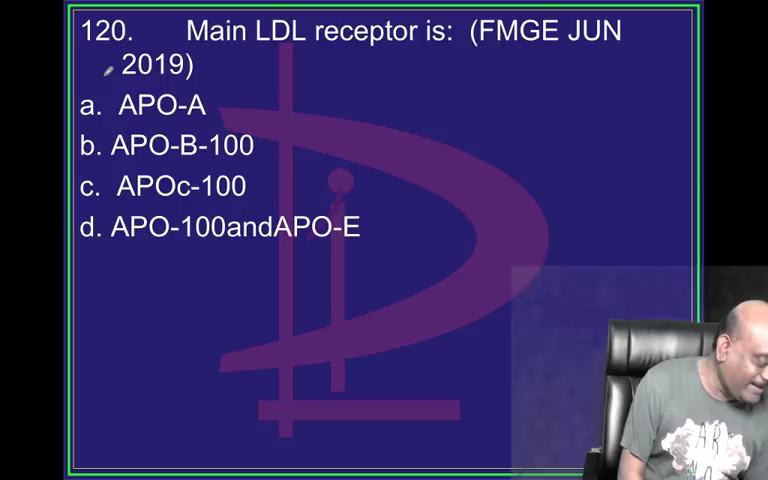 120. Main LDL receptor is: (FMGE JUN
2019)
a. APO-A
b. APO-B-100
c. APOc-100
d. APO-100andAPO-E